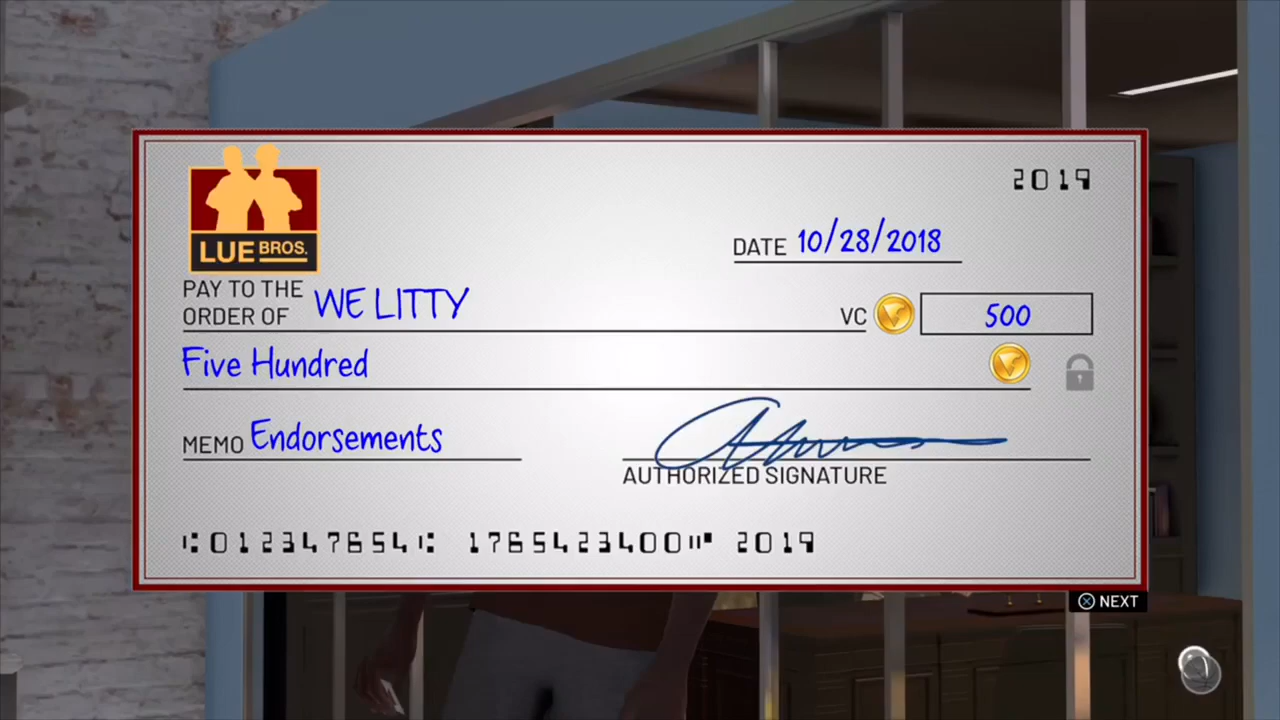 2019
LUE BROS.
DATE 10/28/2018
PAY TO THE
ORDER OF WE LITTY
VC 500
Five Hundred
MEMO Endorsements
AUTHORIZED SIGNATURE
⑆012347654⑆ 1765423400⑈ 2019
NEXT